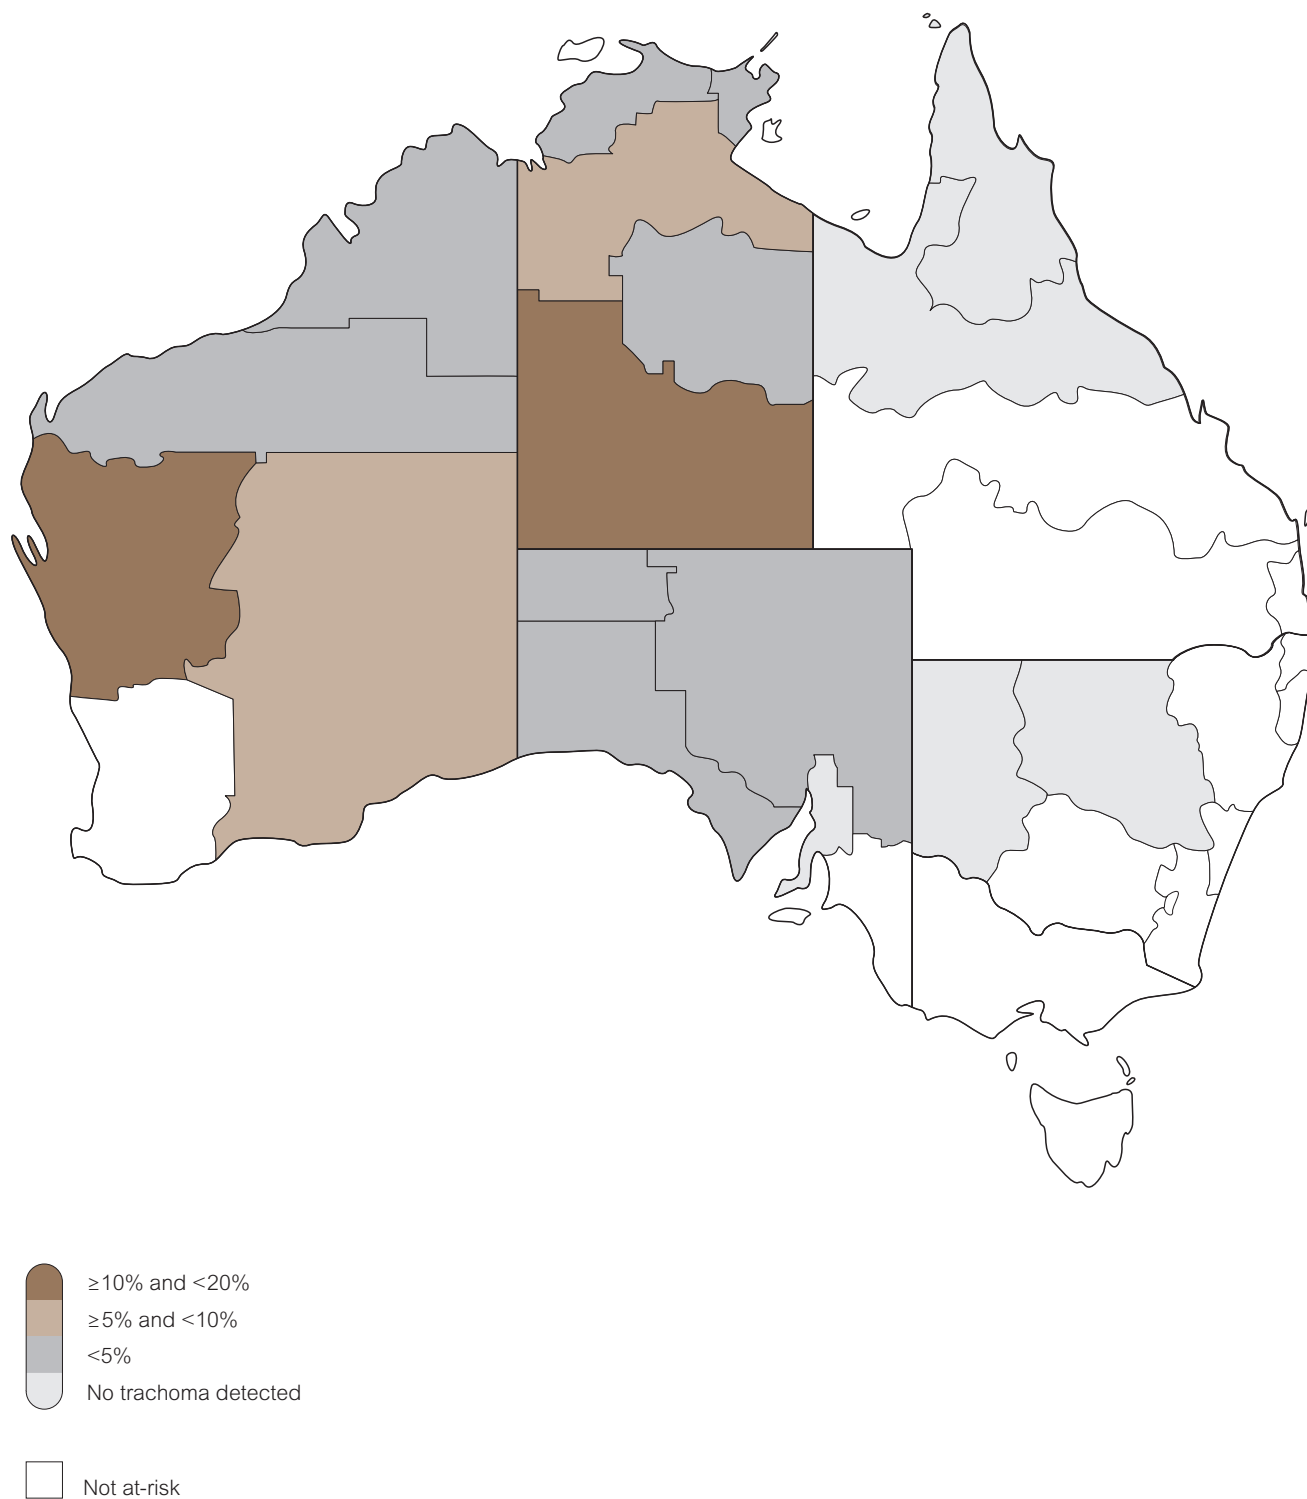 ≥10% and <20%
≥5% and <10%
<5%
No trachoma detected
Not at-risk